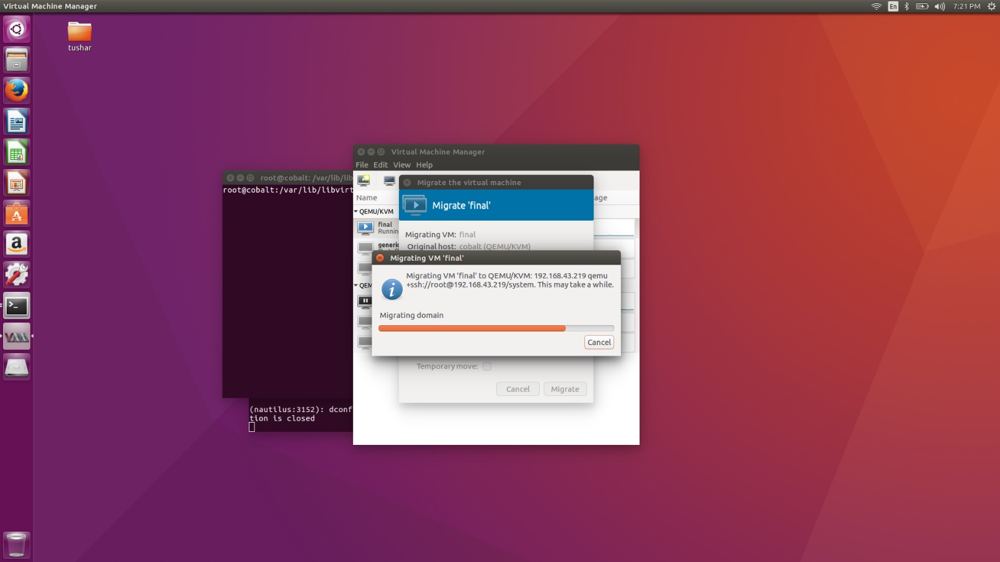 Virtual Machine Manager
En
7:21 PM
tushar
Virtual Machine Manager
File Edit View Help
root@cobalt: /var/lib/lib
root@cobalt:/var/lib/libvirt
Migrate the virtual machine
Name
Migrate 'final'
QEMU/KVM
final
Migrating VM: final
Original host: cobalt (QEMU/KVM)
Migrating VM 'final'
Migrating VM 'final' to QEMU/KVM: 192.168.43.219 qemu
+ssh://root@192.168.43.219/system. This may take a while.
Migrating domain
Cancel
Temporary move:
Cancel Migrate
(nautilus:3152): dconf
tion is closed